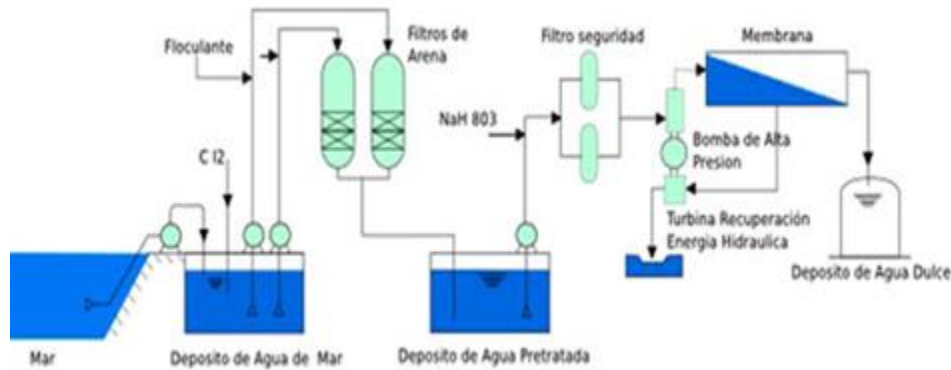 Floculante
Filtros de
Arena
Filtro seguridad
Membrana
C l2
NaH 803
Bomba de Alta
Presion
Turbina Recuperación
Energia Hidraulica
Deposito de Agua Dulce
Mar
Deposito de Agua de Mar
Deposito de Agua Pretratada